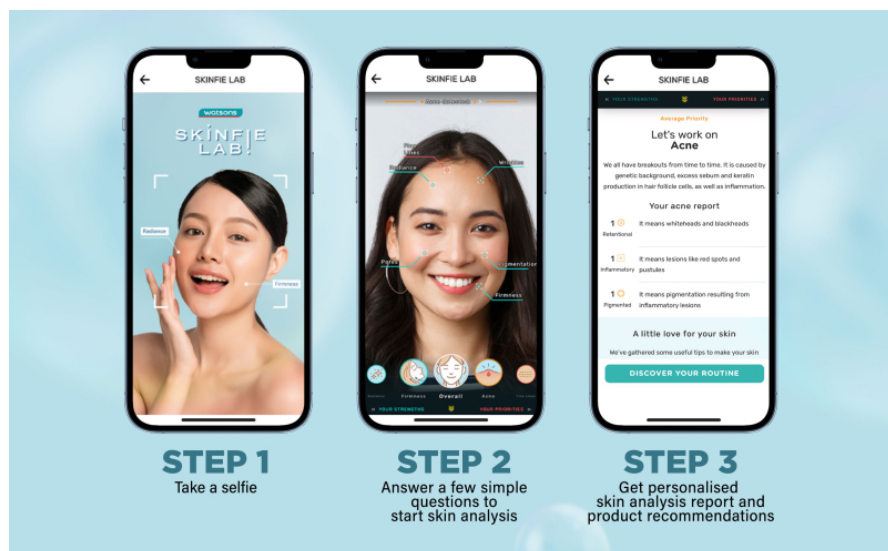 SKINFIE LAB
watsons
SKINFIE
LAB!
Radiance
Firmness
STEP 1
Take a selfie
SKINFIE LAB
Acne detected
Radiance
Wrinkles
Pores
Pigmentation
Firmness
Firmness
Overall
Acne
« YOUR STRENGTHS
YOUR PRIORITIES »
STEP 2
Answer a few simple
questions to
start skin analysis
SKINFIE LAB
« YOUR STRENGTHS
YOUR PRIORITIES »
Average Priority
Let's work on
Acne
We all have breakouts from time to time. It is caused by
genetic background, excess sebum and keratin
production in hair follicle cells, as well as inflammation.
Your acne report
1
Retentional
It means whiteheads and blackheads
1
Inflammatory
It means lesions like red spots and
pustules
1
Pigmented
It means pigmentation resulting from
inflammatory lesions
A little love for your skin
We've gathered some useful tips to make your skin
DISCOVER YOUR ROUTINE
STEP 3
Get personalised
skin analysis report and
product recommendations